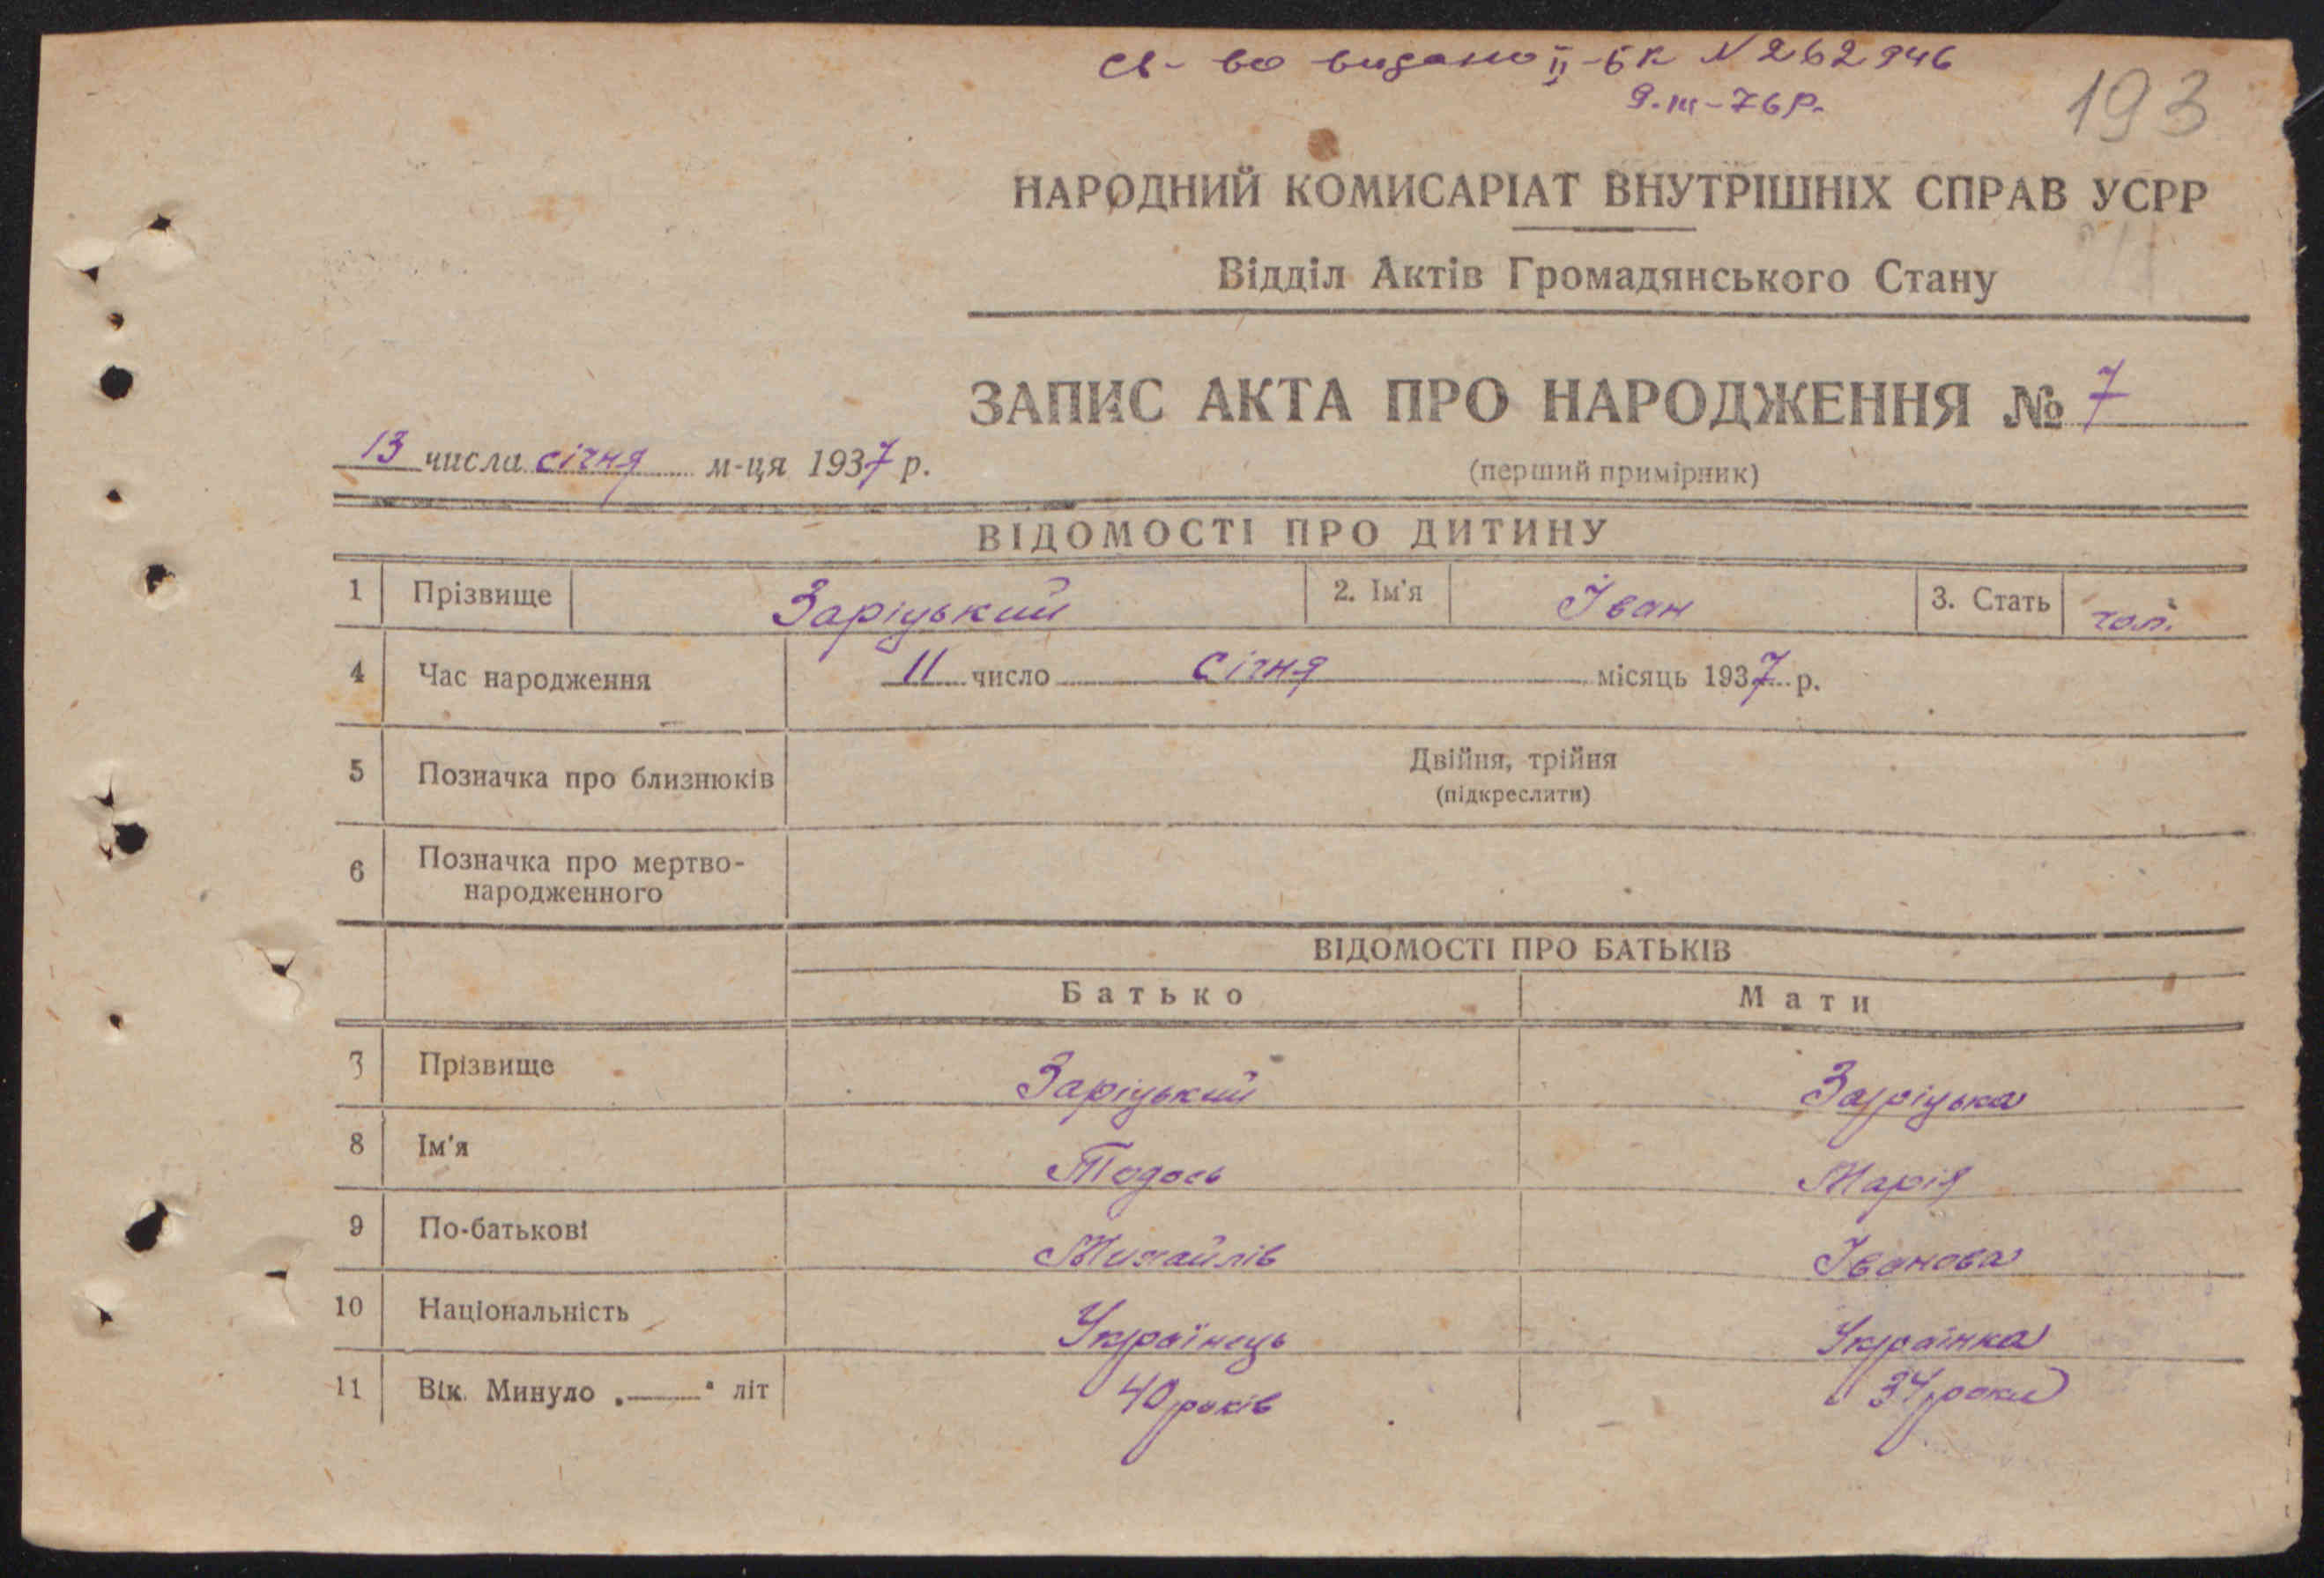 св-во видано II-БК № 262946
9.III-76р.
193
НАРОДНИЙ КОМИСАРІАТ ВНУТРІШНІХ СПРАВ УСРР
Відділ Актів Громадянського Стану
ЗАПИС АКТА ПРО НАРОДЖЕННЯ № 7
13 числа січня м-ця 1937 р.
(перший примірник)
ВІДОМОСТІ ПРО ДИТИНУ
1 Прізвище Заріцький 2. Ім'я Іван 3. Стать чол.
4 Час народження 11 число січня місяць 1937 р.
5 Позначка про близнюків Двійня, трійня
(підкреслити)
6 Позначка про мертво-
народженного
ВІДОМОСТІ ПРО БАТЬКІВ
Батько Мати
7 Прізвище Заріцький Заріцька
8 Ім'я Тодось Марія
9 По-батькові Михайлів Іванова
10 Національність Українець Українка
11 Вік. Минуло „——" літ 40 років 34 роки